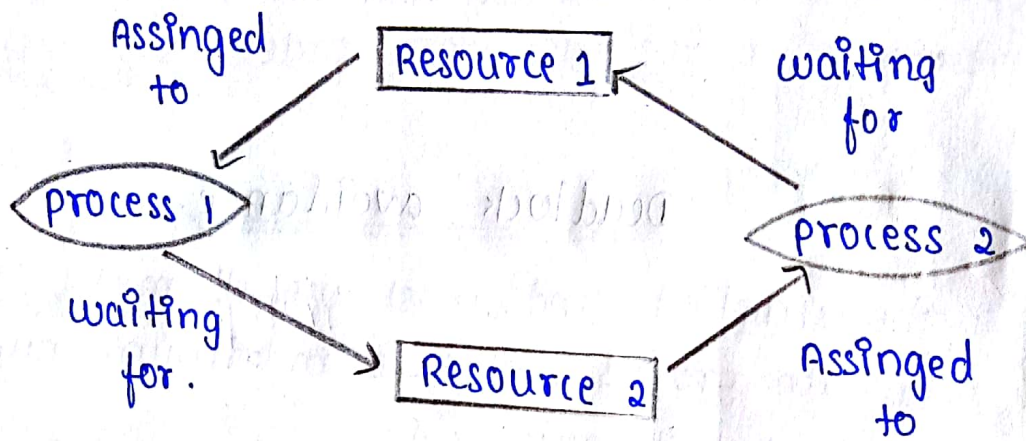 Assinged
to
Resource 1
waiting
for
process 1
process 2
waiting
for.
Resource 2
Assinged
to